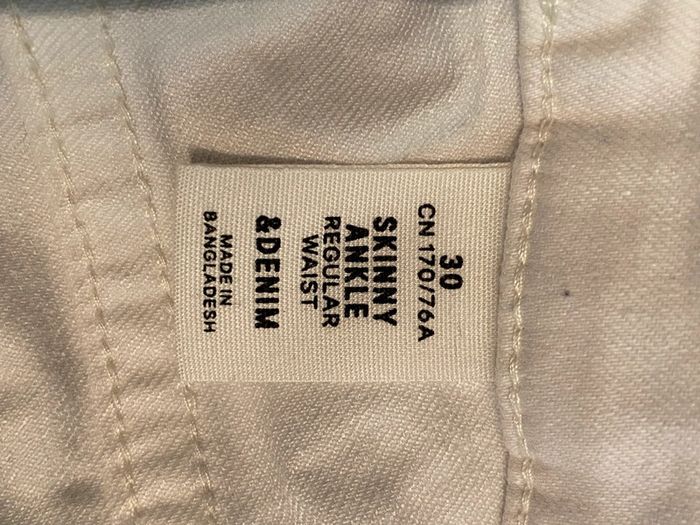 30
CN 170/76A
SKINNY
ANKLE
REGULAR
WAIST
& DENIM
MADE IN
BANGLADESH